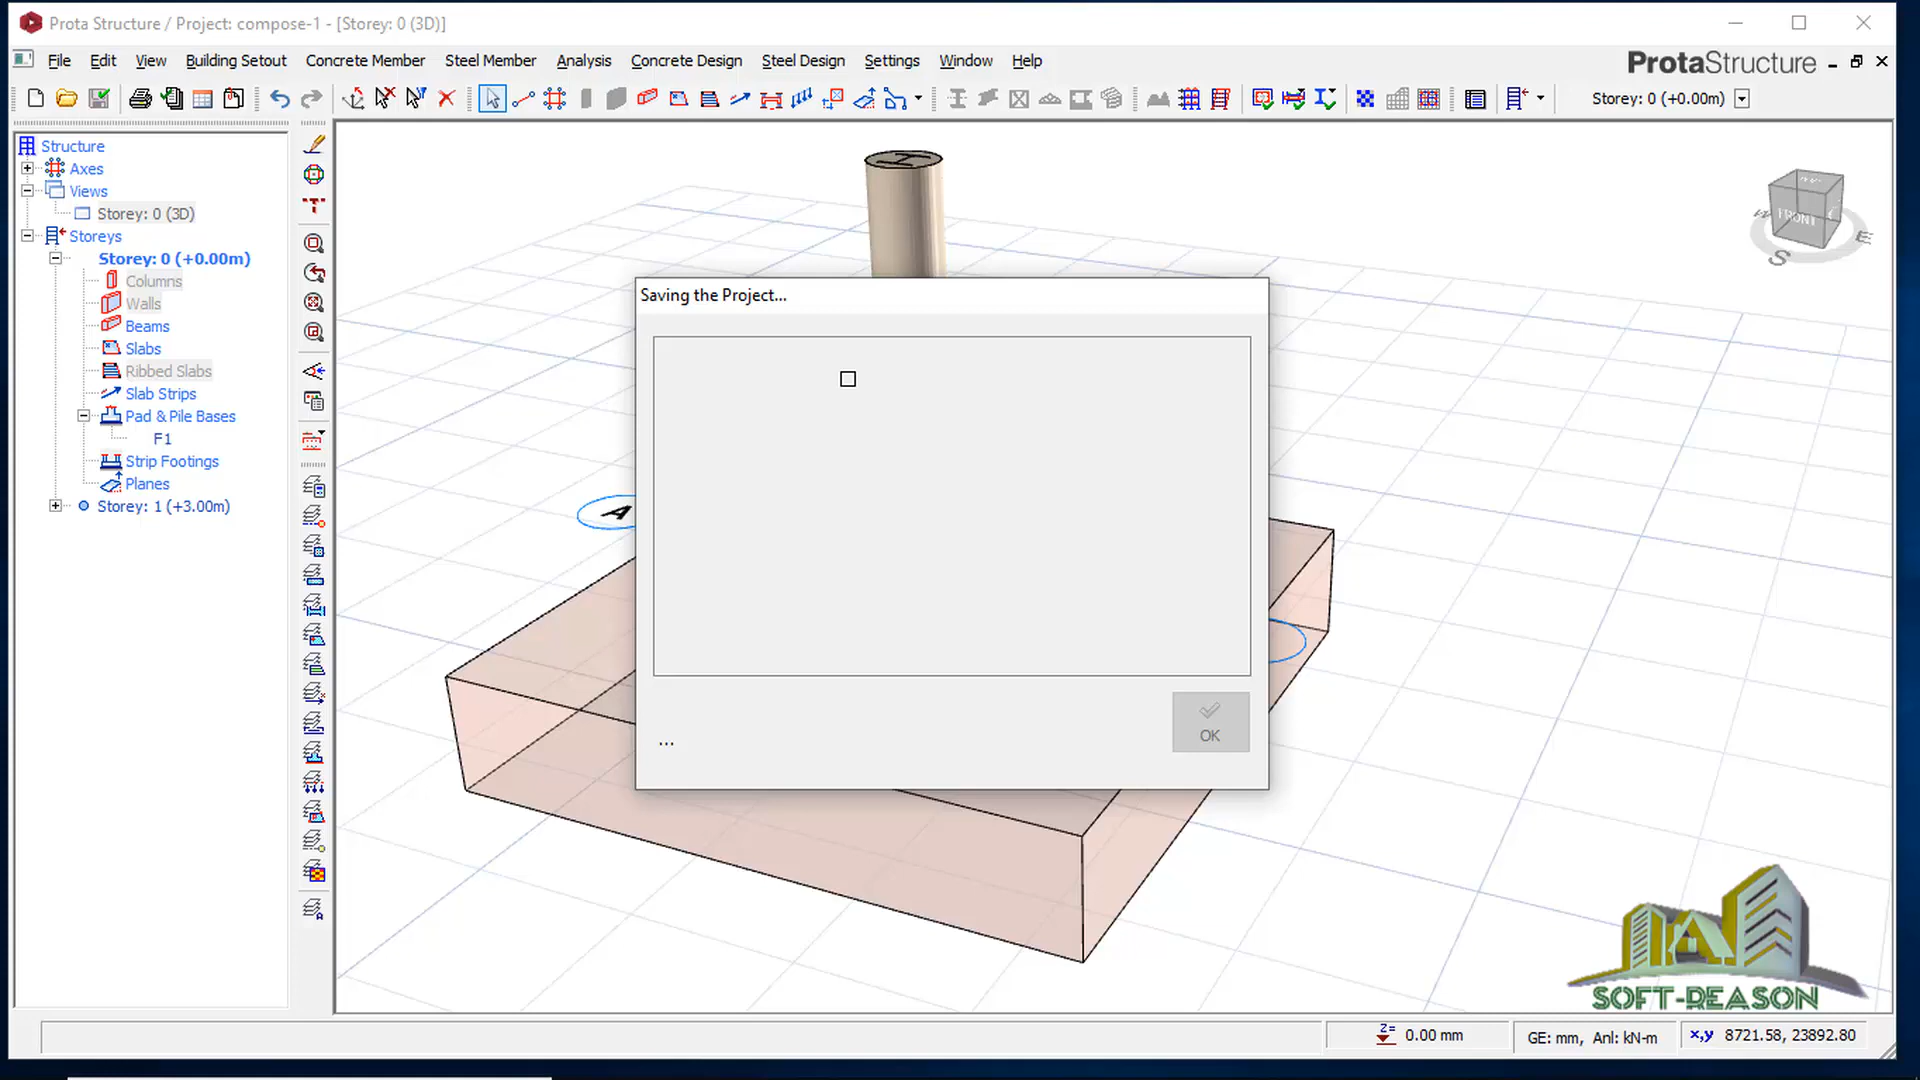 Prota Structure / Project: compose-1 - [Storey: 0 (3D)]
File Edit View Building Setout Concrete Member Steel Member Analysis Concrete Design Steel Design Settings Window Help
ProtaStructure
Storey: 0 (+0.00m)
Structure
Axes
Views
Storey: 0 (3D)
Storeys
Storey: 0 (+0.00m)
Columns
Walls
Beams
Slabs
Ribbed Slabs
Slab Strips
Pad & Pile Bases
F1
Strip Footings
Planes
Storey: 1 (+3.00m)
FRONT
E
S
Saving the Project...
A
...
OK
SOFT-REASON
Z= 0.00 mm
GE: mm, Anl: kN-m
x,y 8721.58, 23892.80